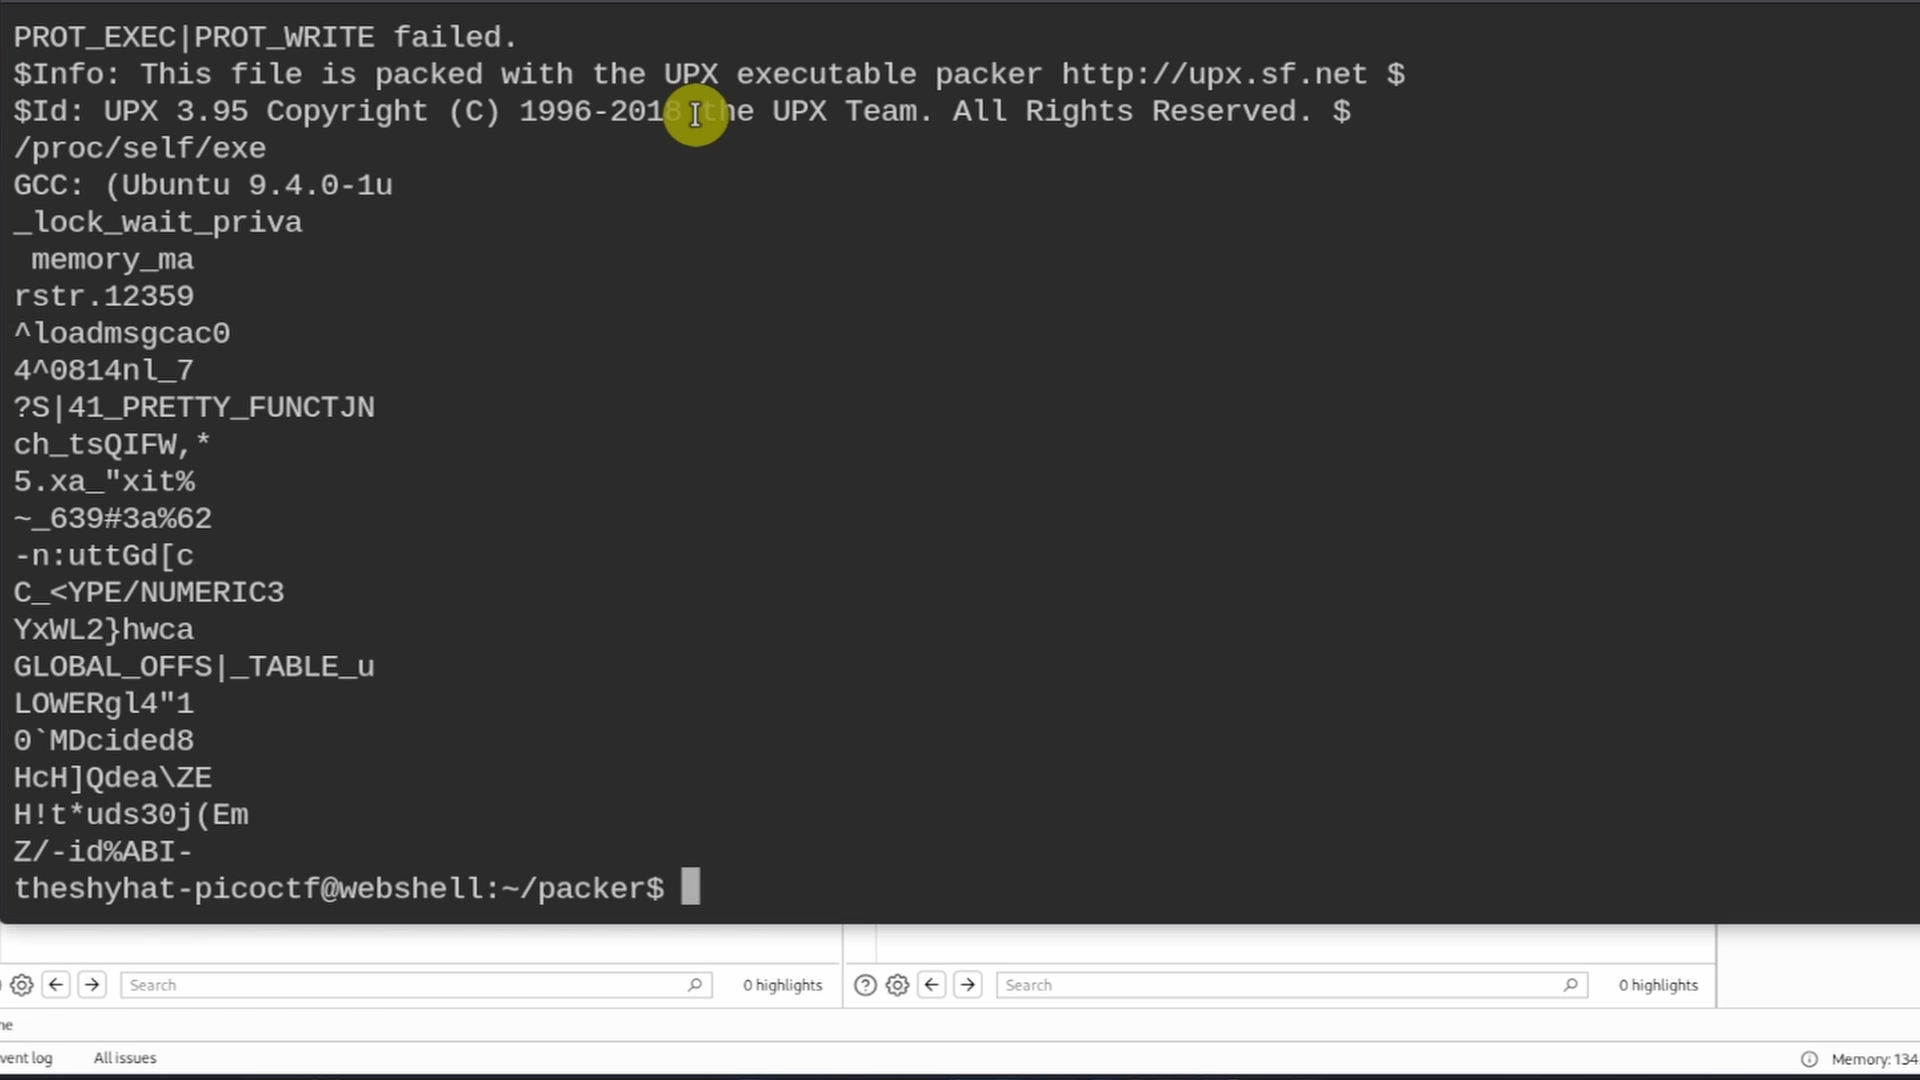 PROT_EXEC|PROT_WRITE failed.
$Info: This file is packed with the UPX executable packer http://upx.sf.net $
$Id: UPX 3.95 Copyright (C) 1996-2018 the UPX Team. All Rights Reserved. $
/proc/self/exe
GCC: (Ubuntu 9.4.0-1u
_lock_wait_priva
 memory_ma
rstr.12359
^loadmsgcac0
4^0814nl_7
?S|41_PRETTY_FUNCTJN
ch_tsQIFW,*
5.xa_"xit%
~_639#3a%62
-n:uttGd[c
C_<YPE/NUMERIC3
YxWL2}hwca
GLOBAL_OFFS|_TABLE_u
LOWERgl4"1
0`MDcided8
HcH]Qdea\ZE
H!t*uds30j(Em
Z/-id%ABI-
theshyhat-picoctf@webshell:~/packer$
Search 0 highlights Search 0 highlights
ne
vent log All issues Memory: 134